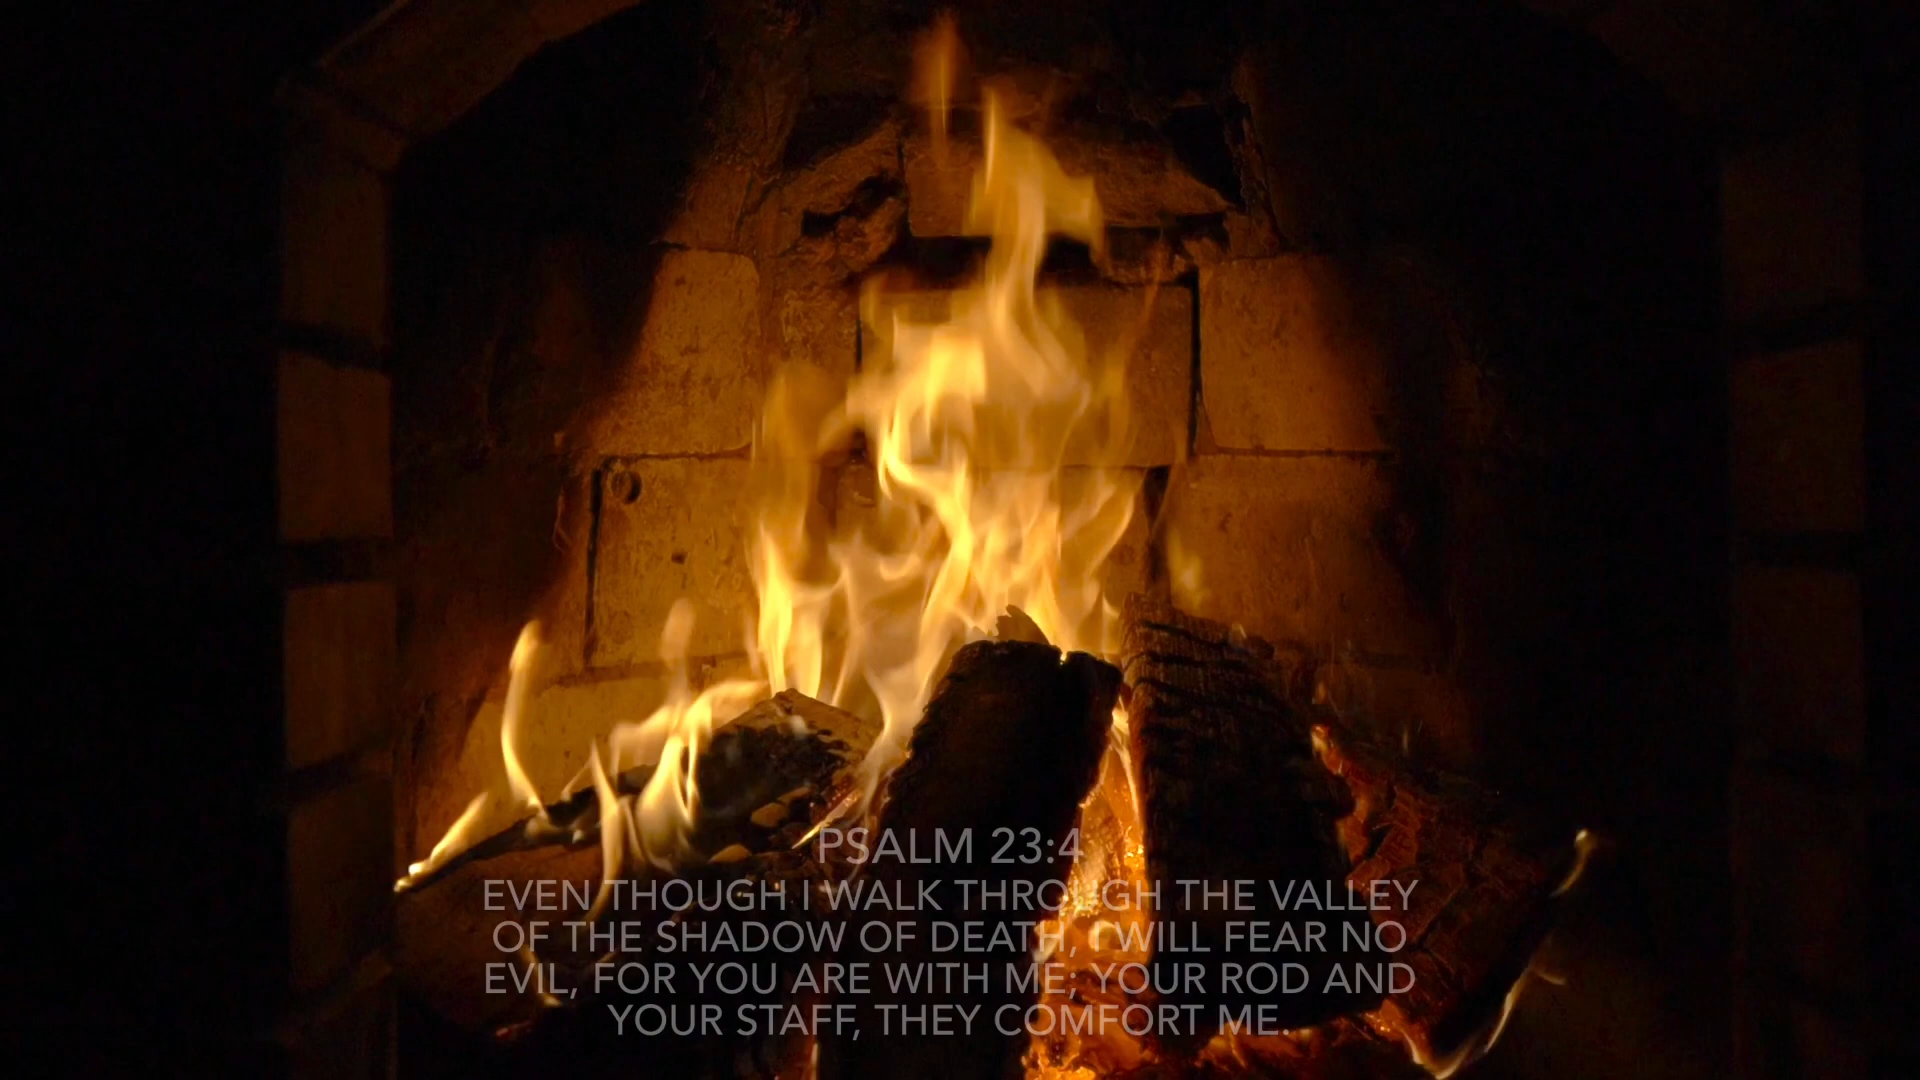 PSALM 23:4
EVEN THOUGH I WALK THROUGH THE VALLEY
OF THE SHADOW OF DEATH, I WILL FEAR NO
EVIL, FOR YOU ARE WITH ME; YOUR ROD AND
YOUR STAFF, THEY COMFORT ME.